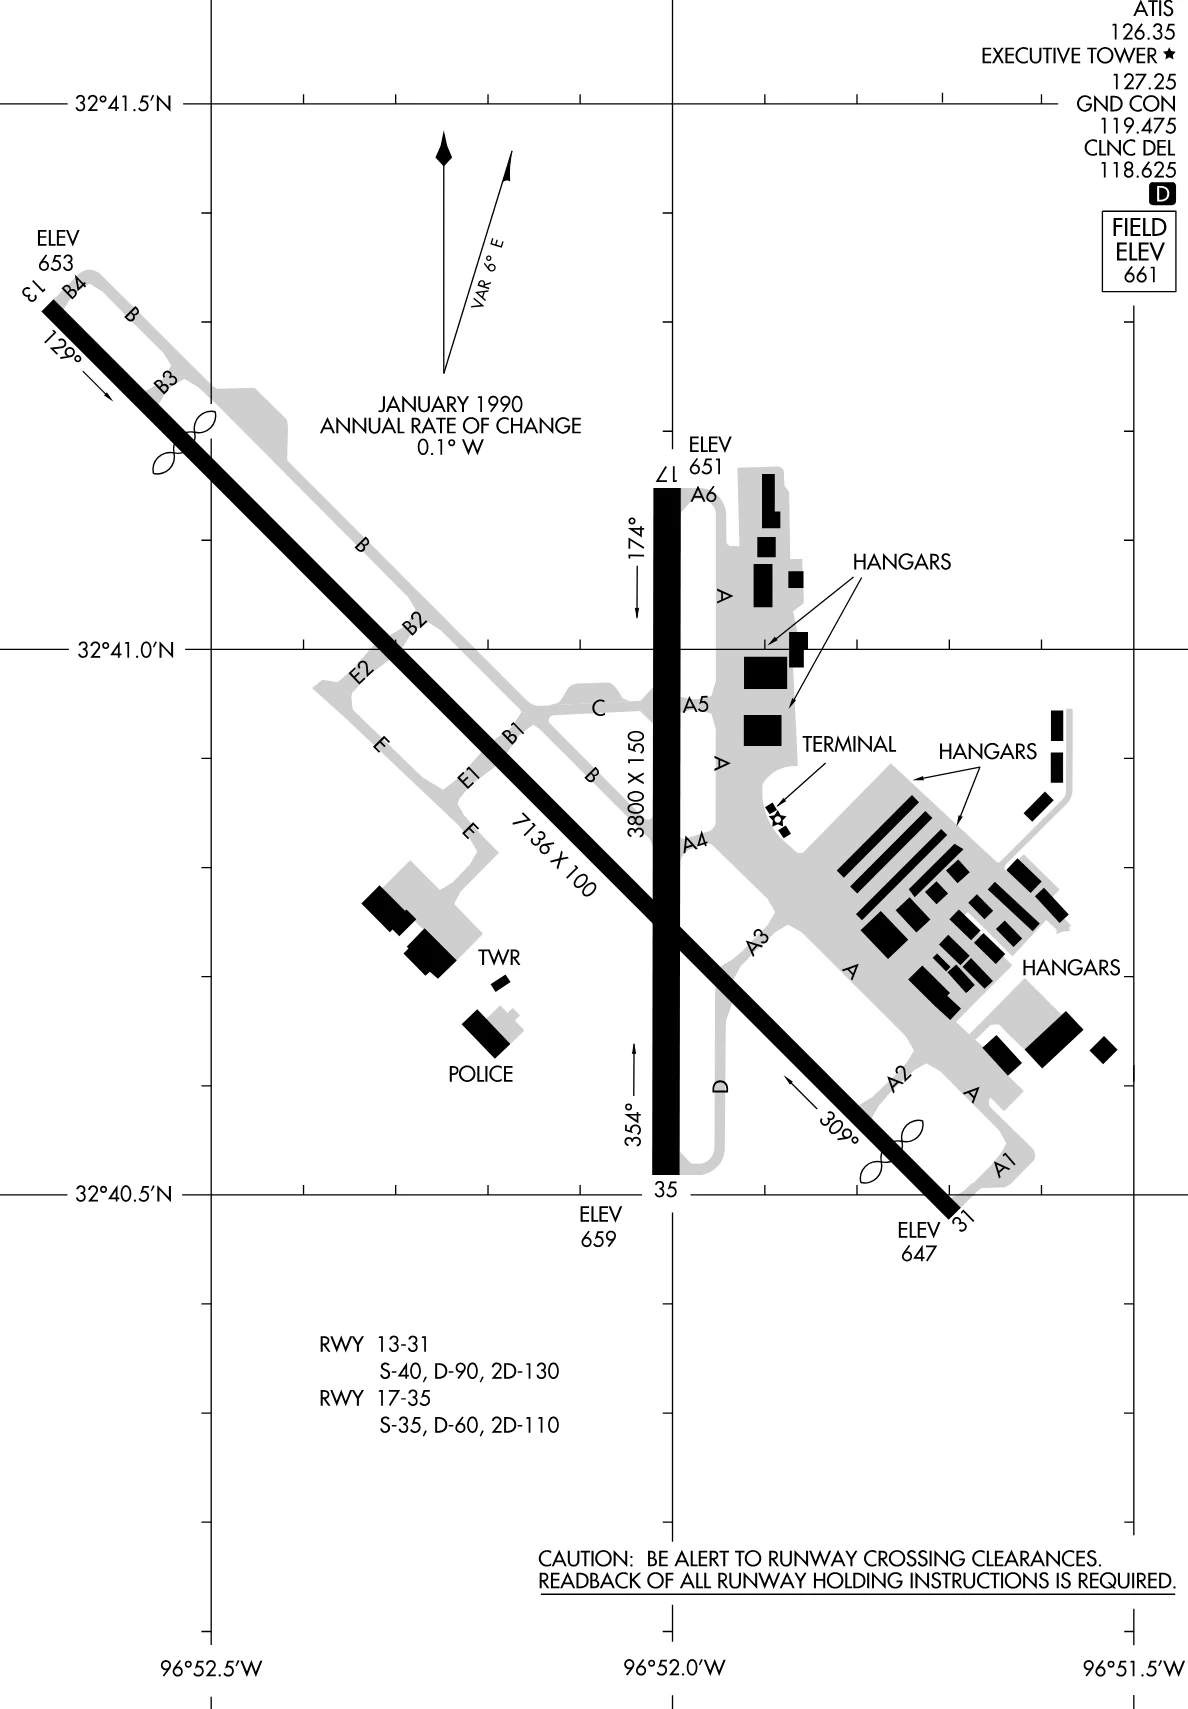 ATIS
126.35
EXECUTIVE TOWER ★
127.25
GND CON
119.475
CLNC DEL
118.625
D
FIELD
ELEV
661
32°41.5'N
VAR 6° E
JANUARY 1990
ANNUAL RATE OF CHANGE
0.1° W
ELEV
653
13
B4
B
129°
B3
B
B2
E2
E
B1
E1
E
B
C
7136 X 100
ELEV
651
17
A6
174°
A
HANGARS
32°41.0'N
A5
3800 X 150
A
TERMINAL
HANGARS
A4
A3
A
TWR
HANGARS
POLICE
D
A2
A
354°
309°
A1
32°40.5'N
35
ELEV
659
31
ELEV
647
RWY 13-31
S-40, D-90, 2D-130
RWY 17-35
S-35, D-60, 2D-110
CAUTION: BE ALERT TO RUNWAY CROSSING CLEARANCES.
READBACK OF ALL RUNWAY HOLDING INSTRUCTIONS IS REQUIRED.
96°52.5'W
96°52.0'W
96°51.5'W